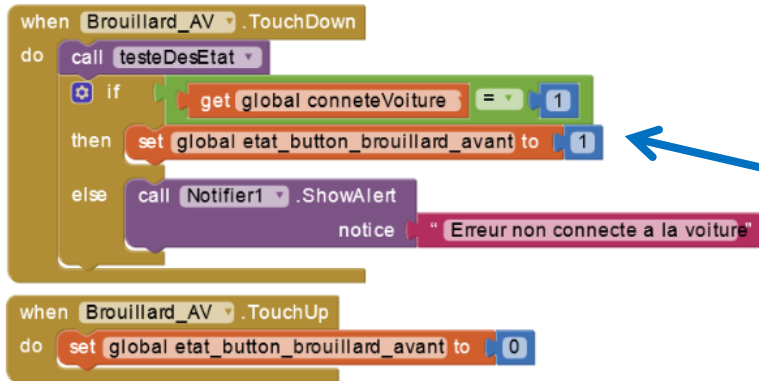 when Brouillard_AV .TouchDown
do call testeDesEtat
if get global conneteVoiture = 1
then set global etat_button_brouillard_avant to 1
else call Notifier1 .ShowAlert
notice " Erreur non connecte a la voiture "
when Brouillard_AV .TouchUp
do set global etat_button_brouillard_avant to 0